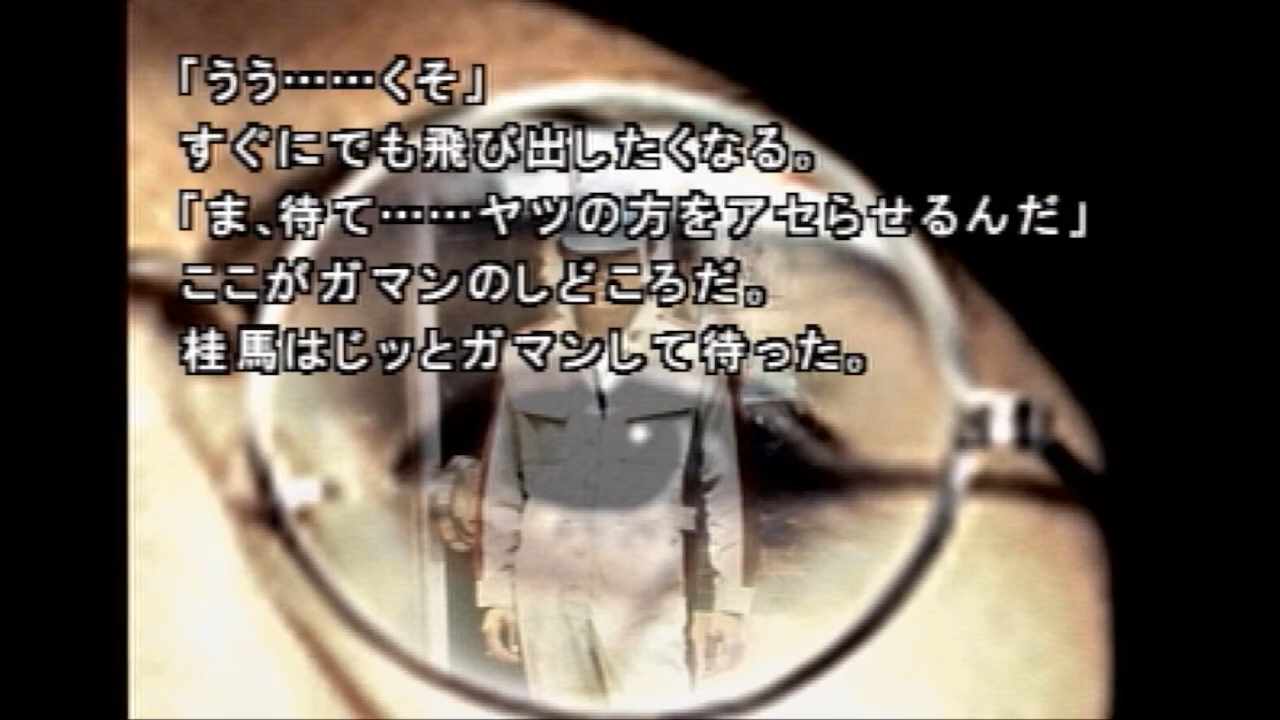 「うう……くそ」
すぐにでも飛び出したくなる。
「ま、待て……ヤツの方をアセらせるんだ」
ここがガマンのしどころだ。
桂馬はじッとガマンして待った。